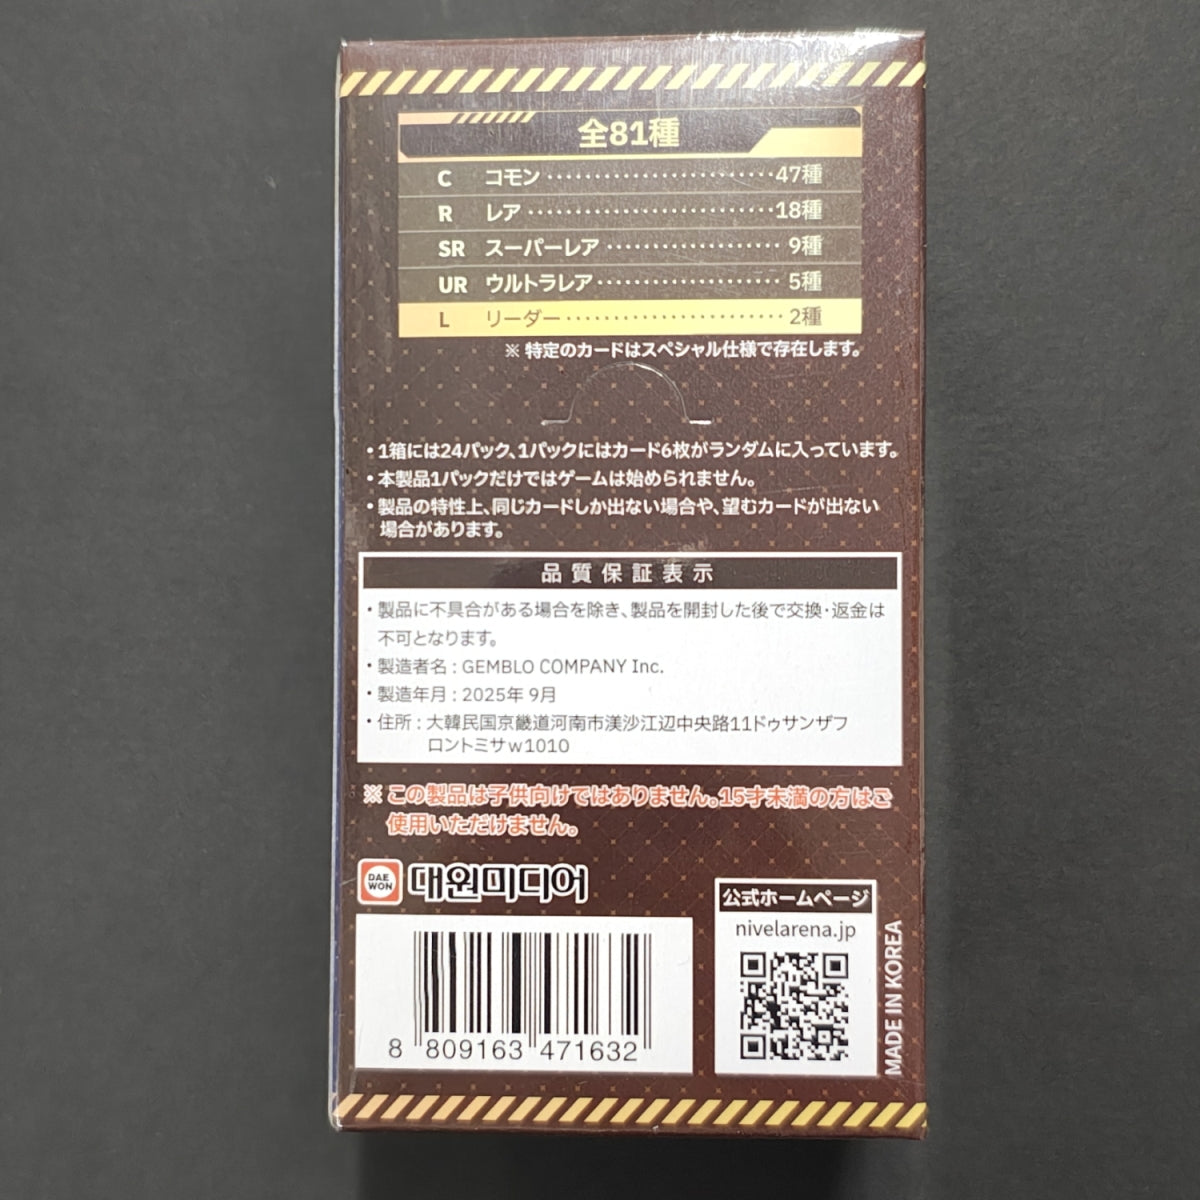 全81種
C コモン ························ 47種
R レア ·························· 18種
SR スーパーレア ·················· 9種
UR ウルトラレア ··················· 5種
L リーダー ······················· 2種
※ 特定のカードはスペシャル仕様で存在します。
・1箱には24パック、1パックにはカード6枚がランダムに入っています。
・本製品1パックだけではゲームは始められません。
・製品の特性上、同じカードしか出ない場合や、望むカードが出ない
場合があります。
品質保証表示
・製品に不具合がある場合を除き、製品を開封した後で交換・返金は
不可となります。
・製造者名 : GEMBLO COMPANY Inc.
・製造年月 : 2025年 9月
・住所 : 大韓民国京畿道河南市渼沙江辺中央路11ドゥサンザフ
ロントミサw1010
※ この製品は子供向けではありません。15才未満の方はご
使用いただけません。
DAE
WON
대원미디어
公式ホームページ
nivelarena.jp
8 809163 471632
MADE IN KOREA